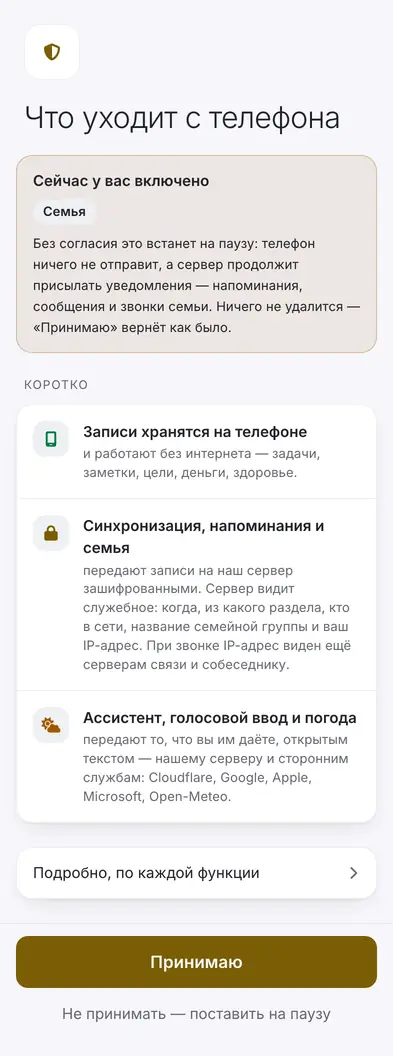 Что уходит с телефона
Сейчас у вас включено
Семья
Без согласия это встанет на паузу: телефон
ничего не отправит, а сервер продолжит
присылать уведомления — напоминания,
сообщения и звонки семьи. Ничего не удалится —
«Принимаю» вернёт как было.
КОРОТКО
Записи хранятся на телефоне
и работают без интернета — задачи,
заметки, цели, деньги, здоровье.
Синхронизация, напоминания и
семья
передают записи на наш сервер
зашифрованными. Сервер видит
служебное: когда, из какого раздела, кто
в сети, название семейной группы и ваш
IP-адрес. При звонке IP-адрес виден ещё
серверам связи и собеседнику.
Ассистент, голосовой ввод и погода
передают то, что вы им даёте, открытым
текстом — нашему серверу и сторонним
службам: Cloudflare, Google, Apple,
Microsoft, Open-Meteo.
Подробно, по каждой функции
Принимаю
Не принимать — поставить на паузу